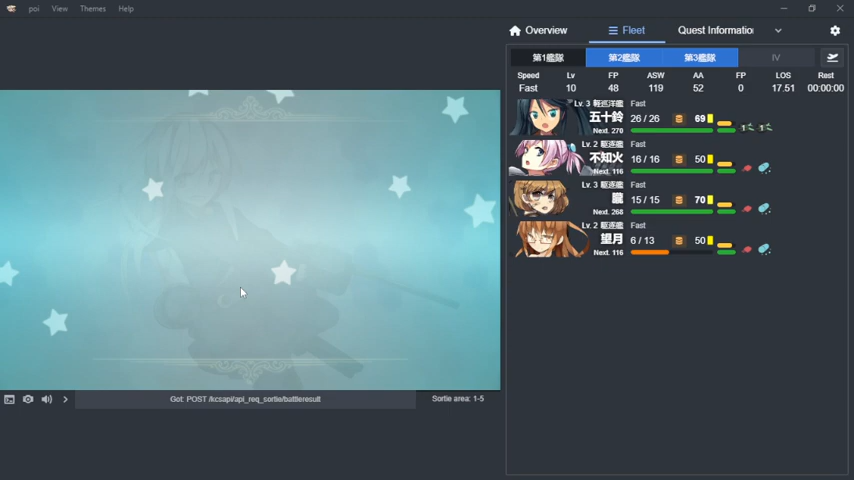 poi View Themes Help
Overview Fleet Quest Informatio
第1艦隊 第2艦隊 第3艦隊 IV
Speed Lv FP ASW AA FP LOS Rest
Fast 10 48 119 52 0 17.51 00:00:00
Lv. 3 軽巡洋艦 Fast
五十鈴 26 / 26 69
Next. 270
Lv. 2 駆逐艦 Fast
不知火 16 / 16 50
Next. 116
Lv. 3 駆逐艦 Fast
朧 15 / 15 70
Next. 268
Lv. 2 駆逐艦 Fast
望月 6 / 13 50
Next. 116
Got: POST /kcsapi/api_req_sortie/battleresult
Sortie area: 1-5